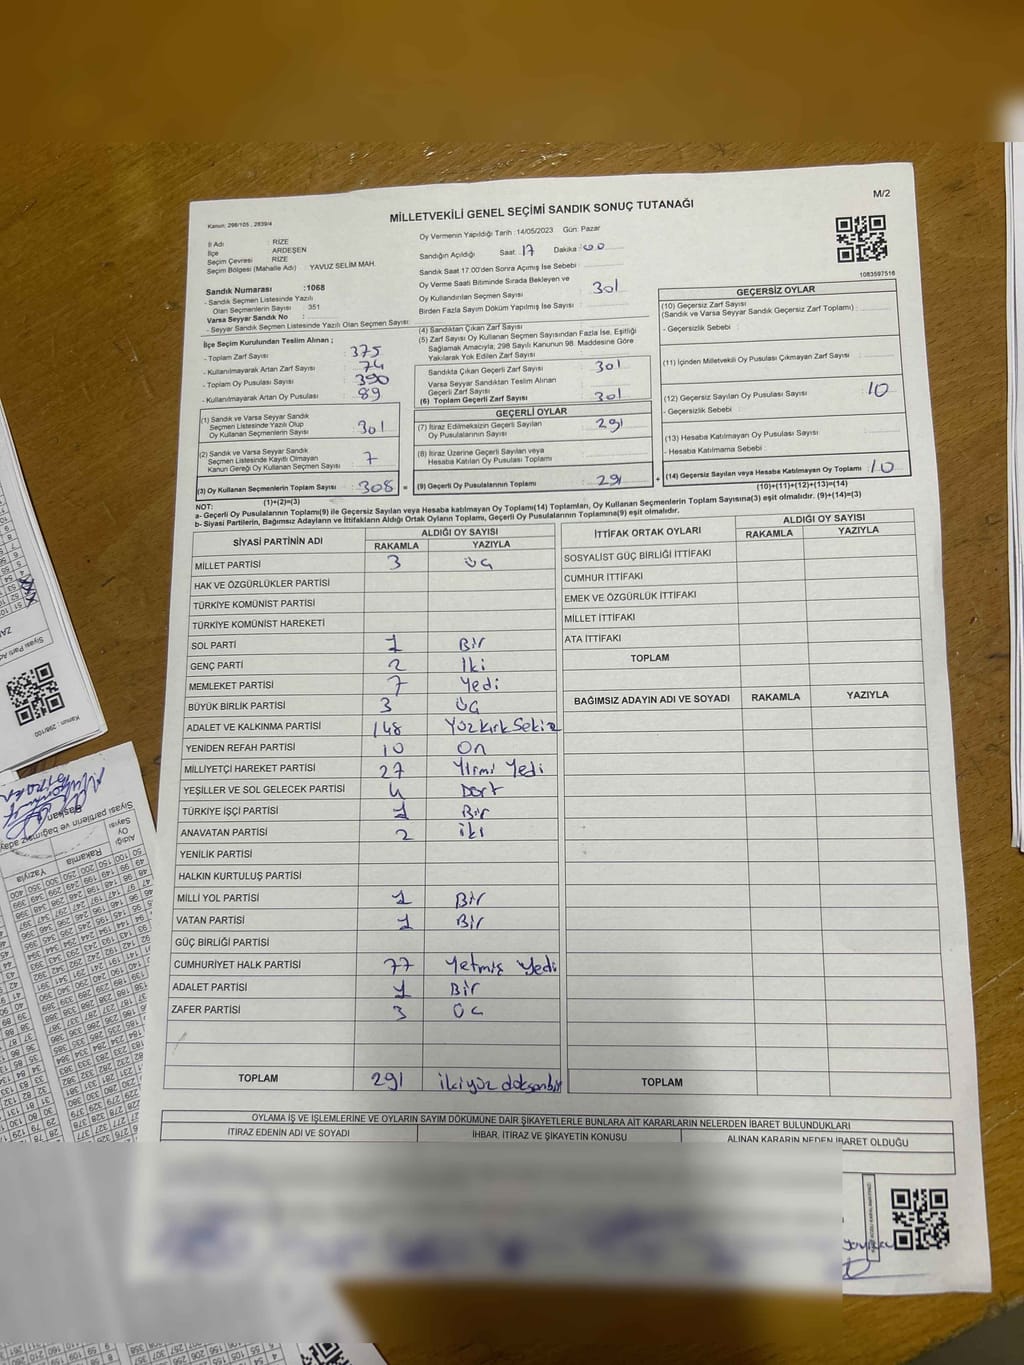 M/2
MİLLETVEKİLİ GENEL SEÇİMİ SANDIK SONUÇ TUTANAĞI
Kanun: 298/105 , 2839/4
İl Adı : RİZE
İlçe ARDEŞEN
Seçim Çevresi RİZE
Seçim Bölgesi (Mahalle Adı) YAVUZ SELİM MAH.
Sandık Numarası :1068
- Sandık Seçmen Listesinde Yazılı
Olan Seçmenlerin Sayısı 351
Varsa Seyyar Sandık No :
- Seyyar Sandık Seçmen Listesinde Yazılı Olan Seçmen Sayısı:
İlçe Seçim Kurulundan Teslim Alınan ;
- Toplam Zarf Sayısı : 375
- Kullanılmayarak Artan Zarf Sayısı : 74
- Toplam Oy Pusulası Sayısı : 390
- Kullanılmayarak Artan Oy Pusulası : 89
(1) Sandık ve Varsa Seyyar Sandık
Seçmen Listesinde Yazılı Olup
Oy Kullanan Seçmenlerin Sayısı : 301
(2) Sandık ve Varsa Seyyar Sandık
Seçmen Listesinde Kayıtlı Olmayan
Kanun Gereği Oy Kullanan Seçmen Sayısı : 7
(3) Oy Kullanan Seçmenlerin Toplam Sayısı : 308 =
(1)+(2)=(3)
Oy Vermenin Yapıldığı Tarih : 14/05/2023 Gün: Pazar
Sandığın Açıldığı Saat: 17 Dakika : 00
Sandık Saat 17.00'den Sonra Açımış İse Sebebi :
Oy Verme Saati Bitiminde Sırada Bekleyen ve
Oy Kullandırılan Seçmen Sayısı : 301
Birden Fazla Sayım Döküm Yapılmış İse Sayısı :
(4) Sandıktan Çıkan Zarf Sayısı
(5) Zarf Sayısı Oy Kullanan Seçmen Sayısından Fazla İse, Eşitliği
Sağlamak Amacıyla, 298 Sayılı Kanunun 98. Maddesine Göre
Yakılarak Yok Edilen Zarf Sayısı
Sandıkta Çıkan Geçerli Zarf Sayısı : 301
Varsa Seyyar Sandıktan Teslim Alınan
Geçerli Zarf Sayısı
(6) Toplam Geçerli Zarf Sayısı : 301
GEÇERLİ OYLAR
(7) İtiraz Edilmeksizin Geçerli Sayılan
Oy Pusulalarının Sayısı : 291
(8) İtiraz Üzerine Geçerli Sayılan veya
Hesaba Katılan Oy Pusulası Toplamı
(9) Geçerli Oy Pusulalarının Toplamı : 291 +
1083597516
GEÇERSİZ OYLAR
(10) Geçersiz Zarf Sayısı
(Sandık ve Varsa Seyyar Sandık Geçersiz Zarf Toplamı) :
- Geçersizlik Sebebi :
(11) İçinden Milletvekili Oy Pusulası Çıkmayan Zarf Sayısı :
(12) Geçersiz Sayılan Oy Pusulası Sayısı : 10
- Geçersizlik Sebebi
(13) Hesaba Katılmayan Oy Pusulası Sayısı :
- Hesaba Katılmama Sebebi :
(14) Geçersiz Sayılan veya Hesaba Katılmayan Oy Toplamı : 10
(10)+(11)+(12)+(13)=(14)
NOT:
a- Geçerli Oy Pusulalarının Toplamı(9) ile Geçersiz Sayılan veya Hesaba katılmayan Oy Toplamı(14) Toplamları, Oy Kullanan Seçmenlerin Toplam Sayısına(3) eşit olmalıdır. (9)+(14)=(3)
b- Siyasi Partilerin, Bağımsız Adayların ve İttifakların Aldığı Ortak Oyların Toplamı, Geçerli Oy Pusulalarının Toplamına(9) eşit olmalıdır.
SİYASİ PARTİNİN ADI ALDIĞI OY SAYISI
RAKAMLA YAZIYLA
MİLLET PARTİSİ 3 üç
HAK VE ÖZGÜRLÜKLER PARTİSİ
TÜRKİYE KOMÜNİST PARTİSİ
TÜRKİYE KOMÜNİST HAREKETİ
SOL PARTİ 1 Bir
GENÇ PARTİ 2 İki
MEMLEKET PARTİSİ 7 Yedi
BÜYÜK BİRLİK PARTİSİ 3 üç
ADALET VE KALKINMA PARTİSİ 148 Yüzkırk Sekiz
YENİDEN REFAH PARTİSİ 10 On
MİLLİYETÇİ HAREKET PARTİSİ 27 Yirmi Yedi
YEŞİLLER VE SOL GELECEK PARTİSİ 4 Dört
TÜRKİYE İŞÇİ PARTİSİ 1 Bir
ANAVATAN PARTİSİ 2 iki
YENİLİK PARTİSİ
HALKIN KURTULUŞ PARTİSİ
MİLLİ YOL PARTİSİ 1 Bir
VATAN PARTİSİ 1 Bir
GÜÇ BİRLİĞİ PARTİSİ
CUMHURİYET HALK PARTİSİ 77 Yetmiş Yedi
ADALET PARTİSİ 1 Bir
ZAFER PARTİSİ 3 üç
TOPLAM 291 ikiyüz doksanbir
İTTİFAK ORTAK OYLARI ALDIĞI OY SAYISI
RAKAMLA YAZIYLA
SOSYALİST GÜÇ BİRLİĞİ İTTİFAKI
CUMHUR İTTİFAKI
EMEK VE ÖZGÜRLÜK İTTİFAKI
MİLLET İTTİFAKI
ATA İTTİFAKI
TOPLAM
BAĞIMSIZ ADAYIN ADI VE SOYADI RAKAMLA YAZIYLA
TOPLAM
OYLAMA İŞ VE İŞLEMLERİNE VE OYLARIN SAYIM DÖKÜMÜNE DAİR ŞİKAYETLERLE BUNLARA AİT KARARLARIN NELERDEN İBARET BULUNDUKLARI
İTİRAZ EDENİN ADI VE SOYADI İHBAR, İTİRAZ VE ŞİKAYETİN KONUSU ALINAN KARARIN NEDEN İBARET OLDUĞU
Kanun : 298/100
Başkan
Siyasi partilerin ve bağımsız aday
Aldığı
Oy
Sayısı
Rakamla
Yazıyla